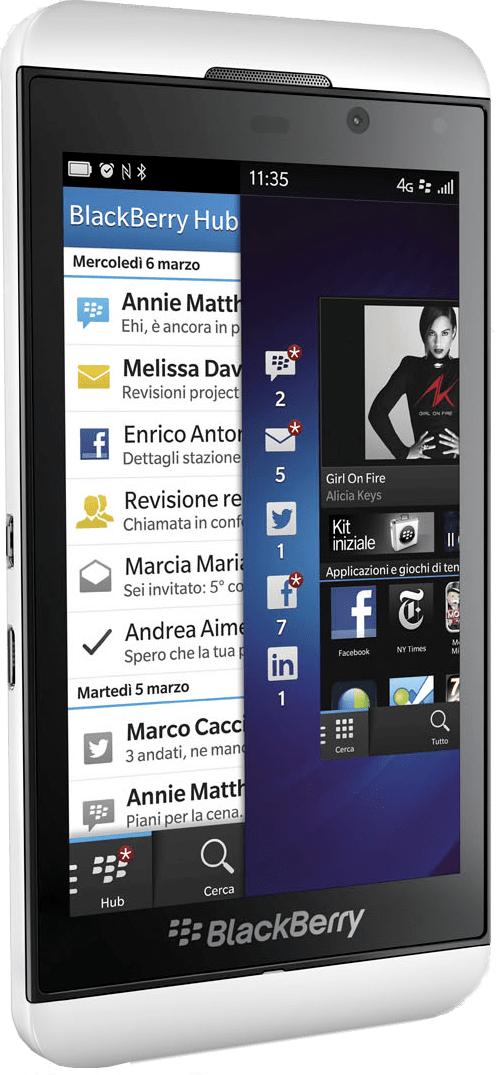 11:35
4G
BlackBerry Hub
Mercoledì 6 marzo
Annie Matth
Ehi, è ancora in p
Melissa Dav
Revisioni project
Enrico Anton
Dettagli stazione
Revisione re
Chiamata in conf
Marcia Maria
Sei invitato: 5° co
Andrea Aime
Spero che la tua p
Martedì 5 marzo
Marco Cacci
3 andati, ne manc
Annie Matth
Piani per la cena.
Hub
Cerca
2
5
1
7
1
GIRL ON FIRE
Girl On Fire
Alicia Keys
Kit
iniziale
Il
Applicazioni e giochi di ten
Facebook
NY Times
Cerca
Tutto
BlackBerry